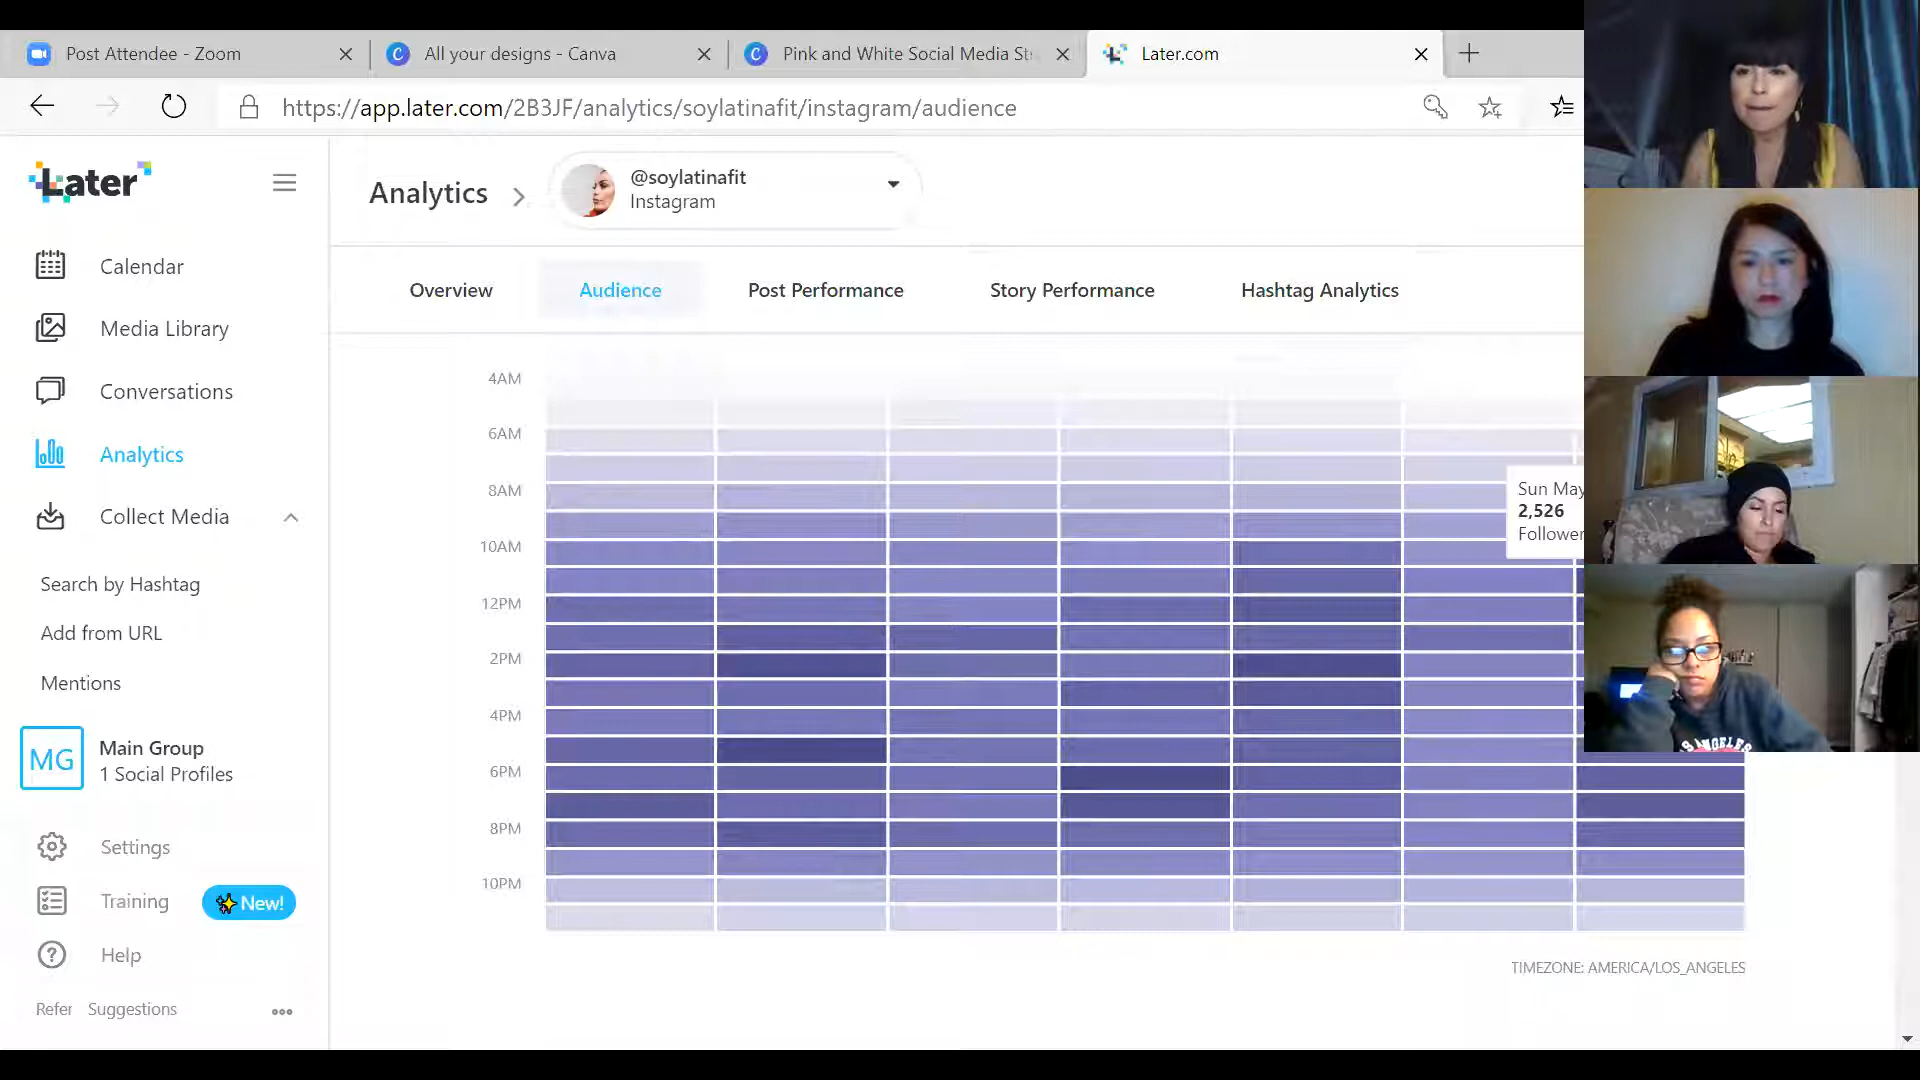 Post Attendee - Zoom
All your designs - Canva
Pink and White Social Media St
Later.com
https://app.later.com/2B3JF/analytics/soylatinafit/instagram/audience
Later
Analytics
@soylatinafit
Instagram
Calendar
Media Library
Conversations
Analytics
Collect Media
Search by Hashtag
Add from URL
Mentions
MG
Main Group
1 Social Profiles
Settings
Training
New!
Help
Refer
Suggestions
Overview
Audience
Post Performance
Story Performance
Hashtag Analytics
4AM
6AM
8AM
10AM
12PM
2PM
4PM
6PM
8PM
10PM
Sun May
2,526
Follower
TIMEZONE: AMERICA/LOS_ANGELES